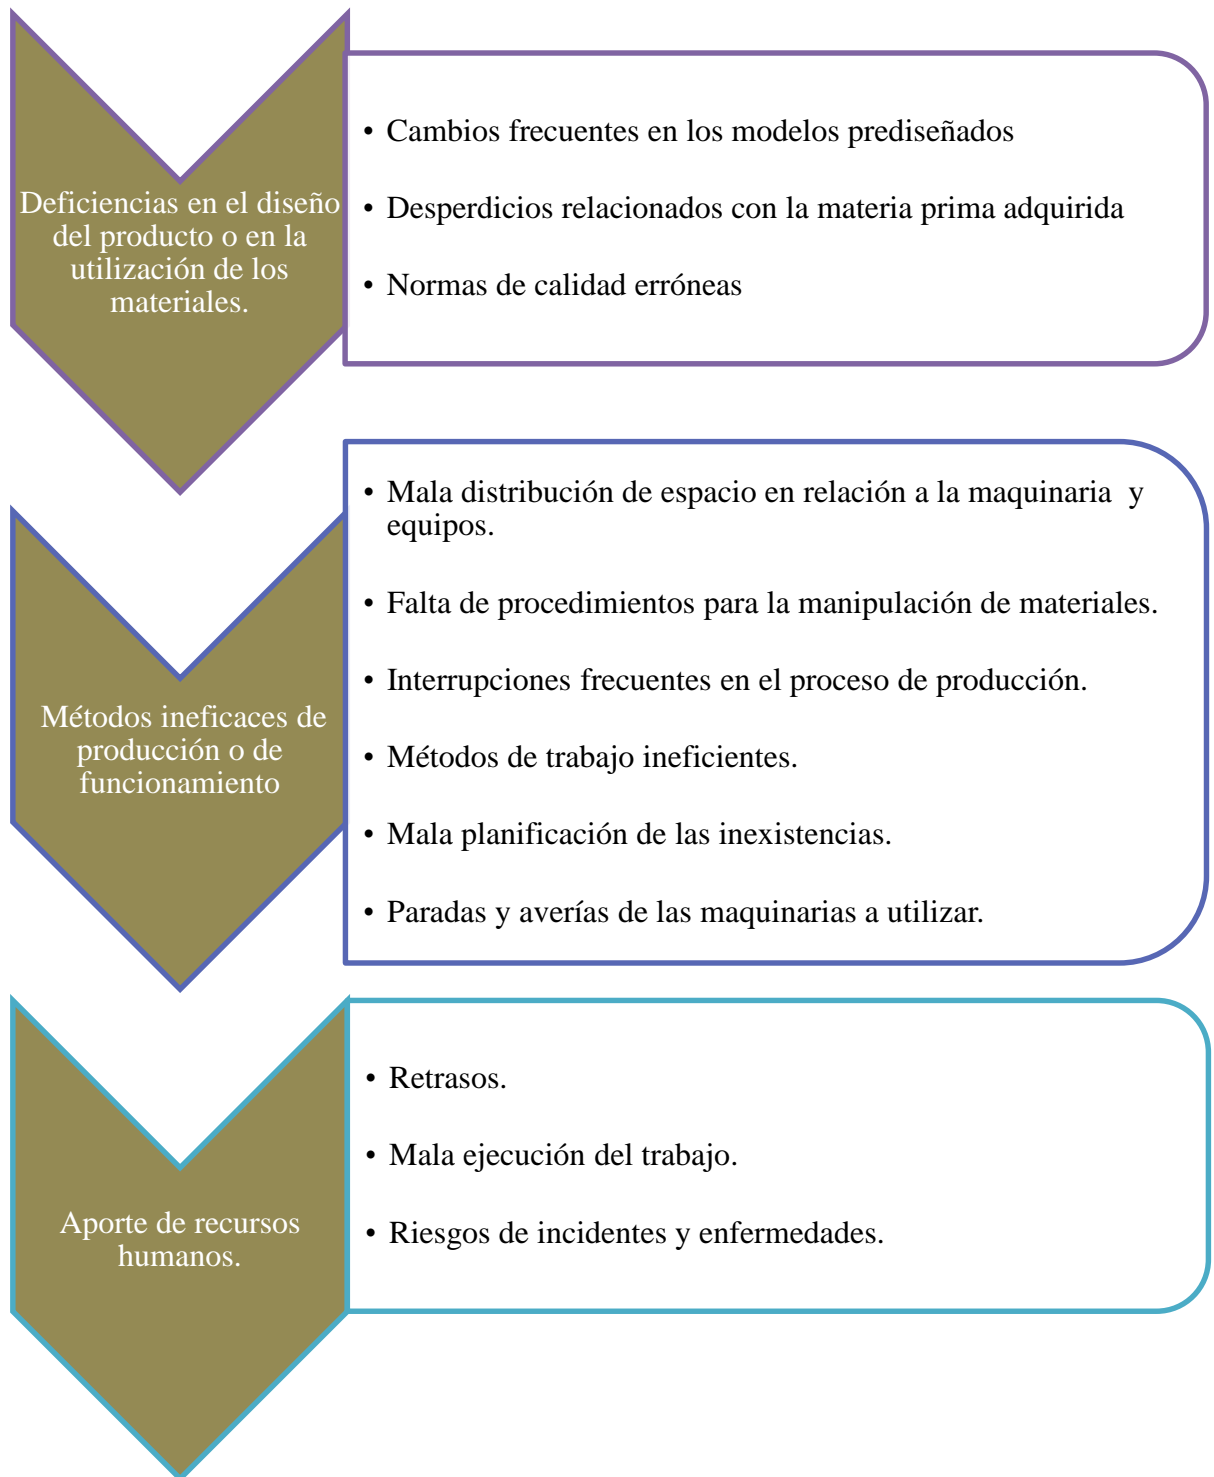 Deficiencias en el diseño
del producto o en la
utilización de los
materiales.
• Cambios frecuentes en los modelos prediseñados
• Desperdicios relacionados con la materia prima adquirida
• Normas de calidad erróneas
Métodos ineficaces de
producción o de
funcionamiento
• Mala distribución de espacio en relación a la maquinaria  y
equipos.
• Falta de procedimientos para la manipulación de materiales.
• Interrupciones frecuentes en el proceso de producción.
• Métodos de trabajo ineficientes.
• Mala planificación de las inexistencias.
• Paradas y averías de las maquinarias a utilizar.
Aporte de recursos
humanos.
• Retrasos.
• Mala ejecución del trabajo.
• Riesgos de incidentes y enfermedades.